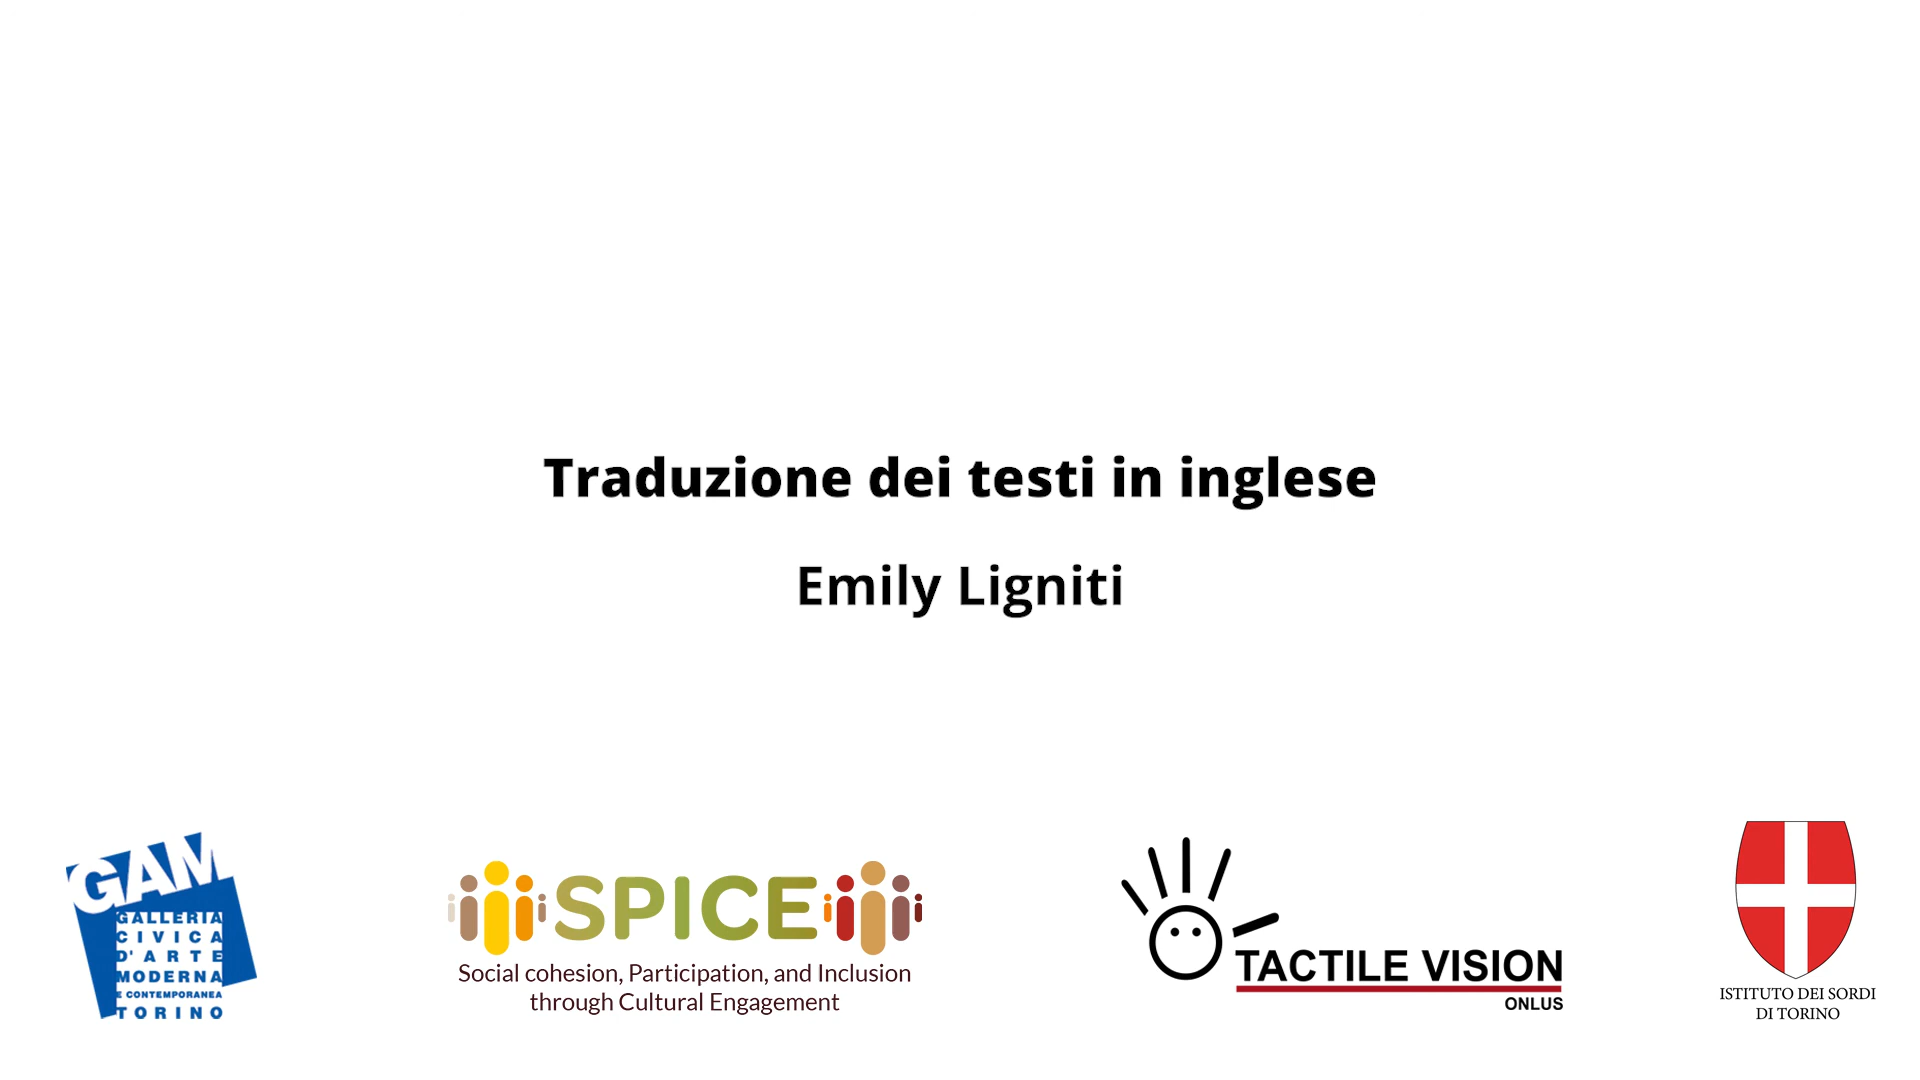 Traduzione dei testi in inglese
Emily Ligniti
GAM
GALLERIA
CIVICA
D'ARTE
MODERNA
E CONTEMPORANEA
TORINO
SPICE
Social cohesion, Participation, and Inclusion
through Cultural Engagement
TACTILE VISION
ONLUS
ISTITUTO DEI SORDI
DI TORINO